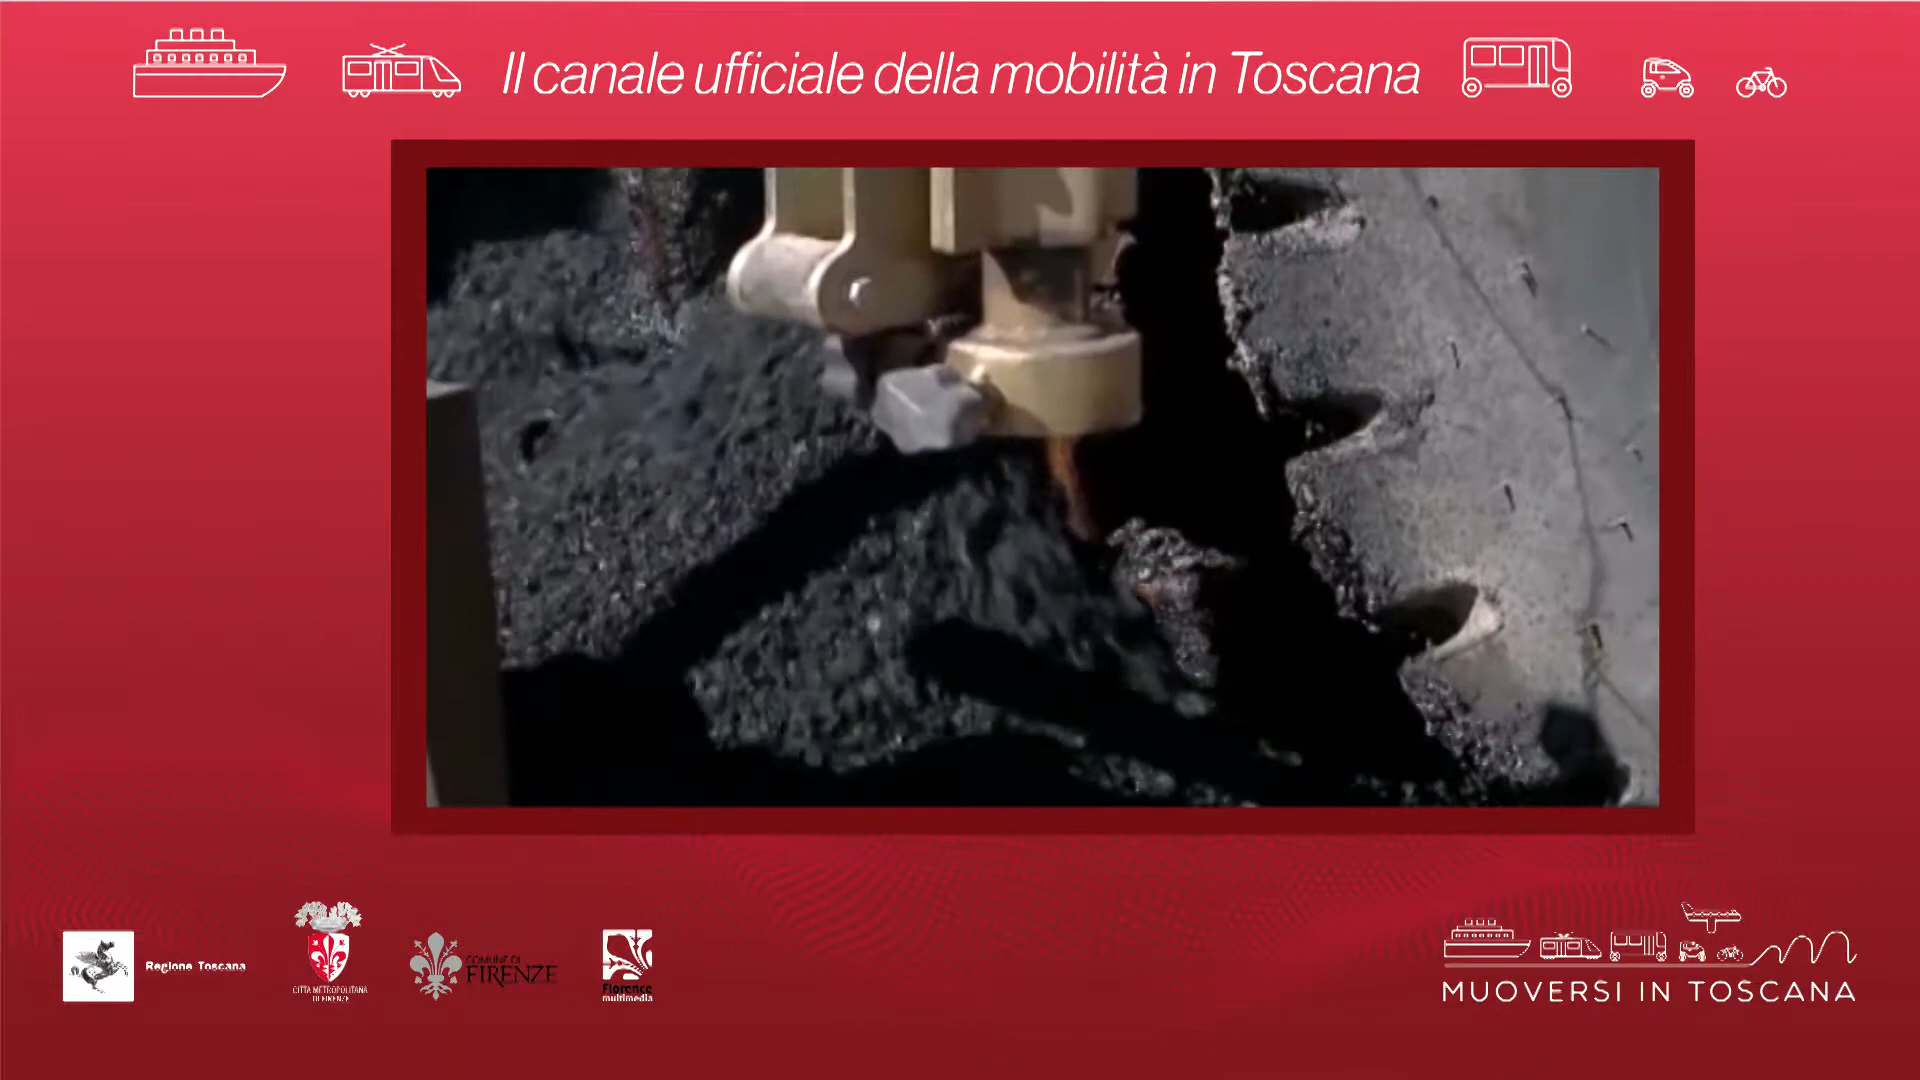 Il canale ufficiale della mobilità in Toscana
Regione Toscana
CITTÀ METROPOLITANA
DI FIRENZE
COMUNE DI
FIRENZE
Florence
multimedia
MUOVERSI IN TOSCANA